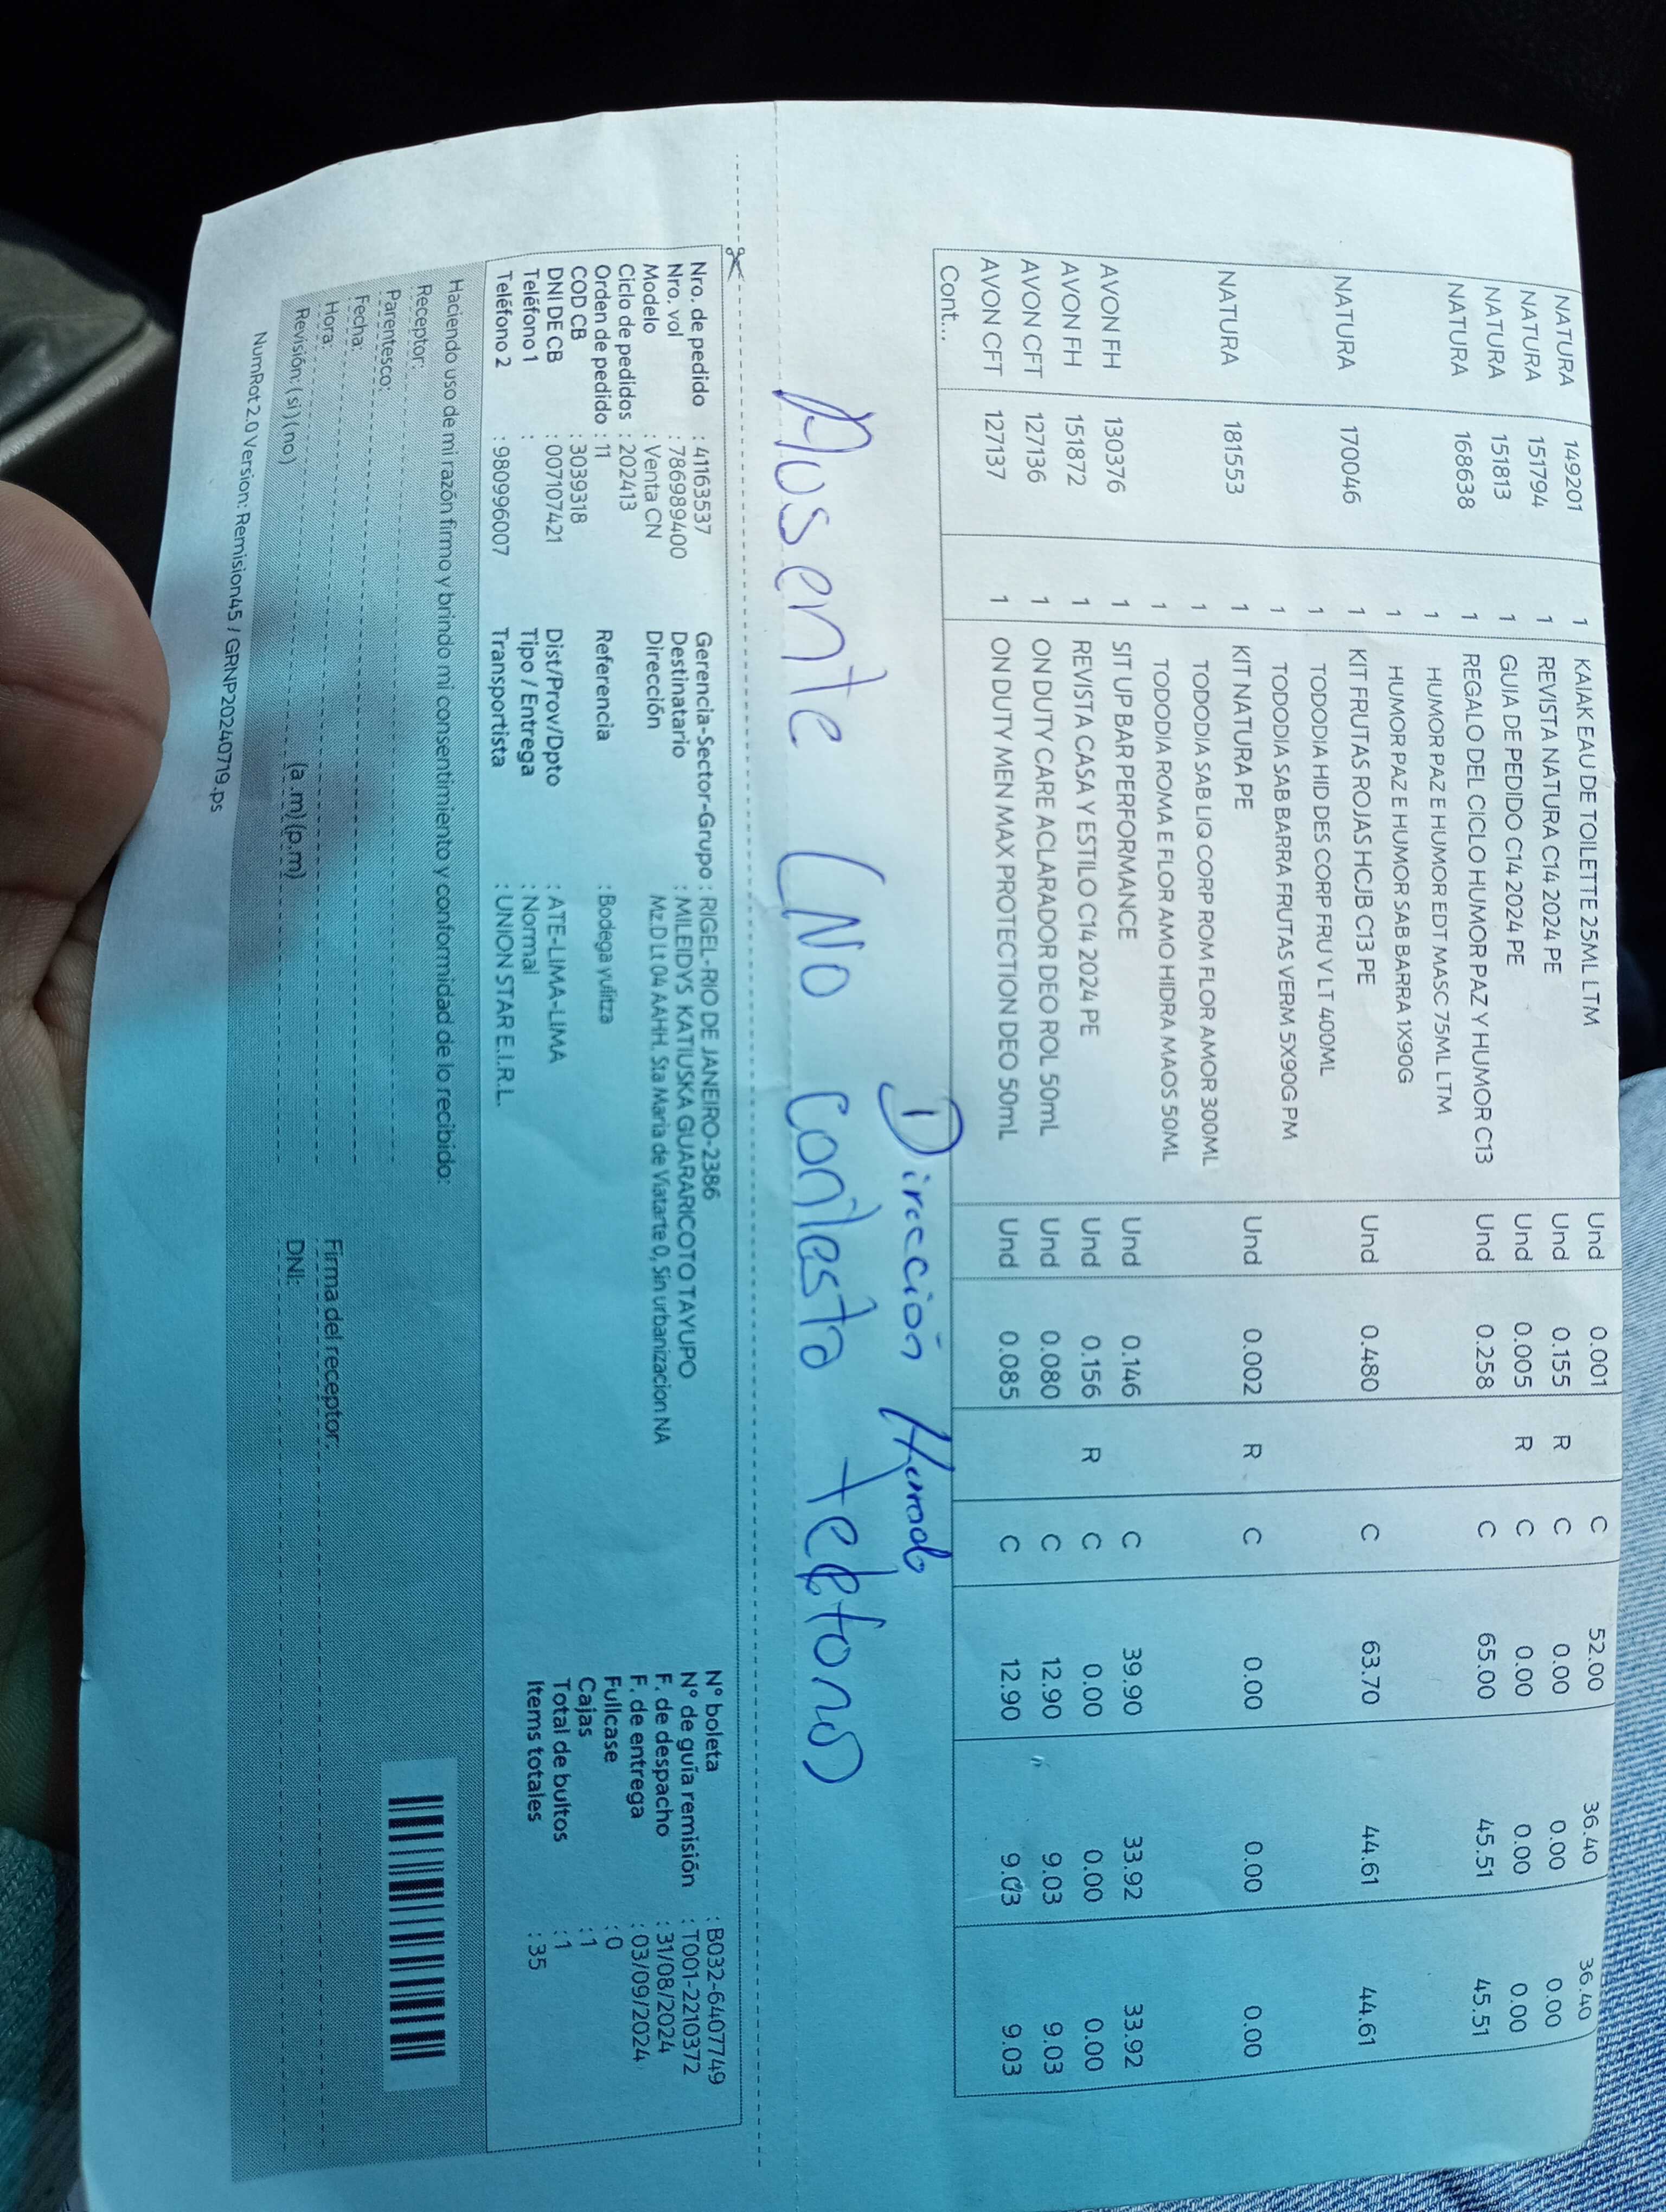 NATURA 149201 1 KAIAK EAU DE TOILETTE 25ML LTM Und 0.001 C 52.00 36.40 36.40
NATURA 151794 1 REVISTA NATURA C14 2024 PE Und 0.155 R C 0.00 0.00 0.00
NATURA 151813 1 GUIA DE PEDIDO C14 2024 PE Und 0.005 R C 0.00 0.00 0.00
NATURA 168638 1 REGALO DEL CICLO HUMOR PAZ Y HUMOR C13 Und 0.258 C 65.00 45.51 45.51
1 HUMOR PAZ E HUMOR EDT MASC 75ML LTM
1 HUMOR PAZ E HUMOR SAB BARRA 1X90G
NATURA 170046 1 KIT FRUTAS ROJAS HCJB C13 PE Und 0.480 C 63.70 44.61 44.61
1 TODODIA HID DES CORP FRU V LT 400ML
1 TODODIA SAB BARRA FRUTAS VERM 5X90G PM
NATURA 181553 1 KIT NATURA PE Und 0.002 R C 0.00 0.00 0.00
1 TODODIA SAB LIQ CORP ROM FLOR AMOR 300ML
1 TODODIA ROMA E FLOR AMO HIDRA MAOS 50ML
AVON FH 130376 1 SIT UP BAR PERFORMANCE Und 0.146 C 39.90 33.92 33.92
AVON FH 151872 1 REVISTA CASA Y ESTILO C14 2024 PE Und 0.156 R C 0.00 0.00 0.00
AVON CFT 127136 1 ON DUTY CARE ACLARADOR DEO ROL 50mL Und 0.080 C 12.90 9.03 9.03
AVON CFT 127137 1 ON DUTY MEN MAX PROTECTION DEO 50mL Und 0.085 C 12.90 9.03 9.03
Cont...
Dirección
Ausente (No contesta
Nro. de pedido : 41163537 Gerencia-Sector-Grupo : RIGEL-RIO DE JANEIRO-2386 N° boleta : B032-6407749
Nro. vol : 786989400 Destinatario : MILEIDYS KATIUSKA GUARARICOTO TAYUPO N° de guía remisión : T001-2210372
Modelo : Venta CN Dirección Mz.D Lt 04 AAHH. Sta Maria de Viatarte 0, Sin urbanizacion NA F. de despacho : 31/08/2024
Ciclo de pedidos : 202413 F. de entrega : 03/09/2024
Orden de pedido : 11 Referencia : Bodega yulitza Fullcase : 0
COD CB : 3039318 Cajas : 1
DNI DE CB : 007107421 Dist/Prov/Dpto : ATE-LIMA-LIMA Total de bultos : 1
Teléfono 1 : Tipo / Entrega : Normal Items totales : 35
Teléfono 2 : 980996007 Transportista : UNION STAR E.I.R.L.
Haciendo uso de mi razón firmo y brindo mi consentimiento y conformidad de lo recibido:
Receptor:
Parentesco:
Fecha:
Hora: (a.m) (p.m) Firma del receptor:
Revisión: (si) (no) DNI:
NumRot 2.0 Version: Remision45 / GRNP20240719.ps